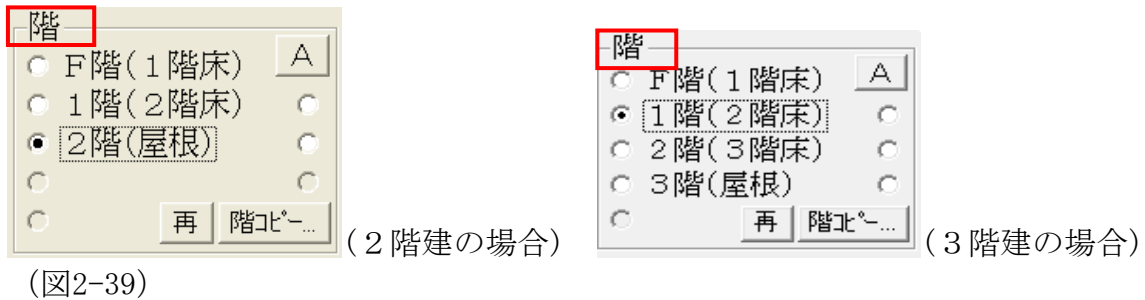 階
F階(1階床) A
1階(2階床)
2階(屋根)
再 階ｺﾋﾟｰ...
(２階建の場合)
階
F階(1階床) A
1階(2階床)
2階(3階床)
3階(屋根)
再 階ｺﾋﾟｰ...
(３階建の場合)
(図2-39)